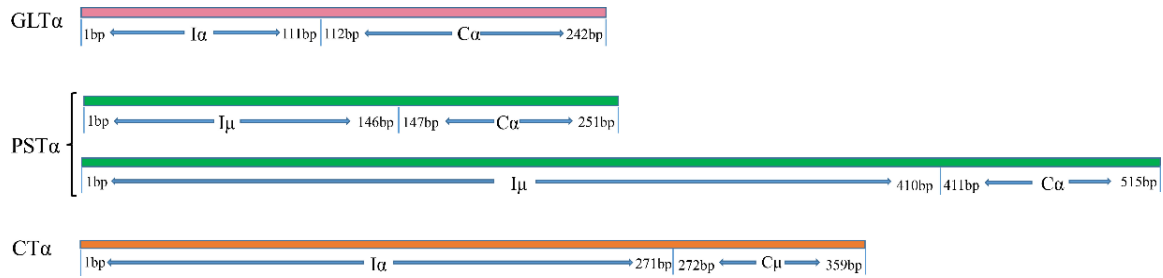 GLTα
1bp Iα 111bp 112bp Cα 242bp
PSTα
1bp Iμ 146bp 147bp Cα 251bp
1bp Iμ 410bp 411bp Cα 515bp
CTα
1bp Iα 271bp 272bp Cμ 359bp